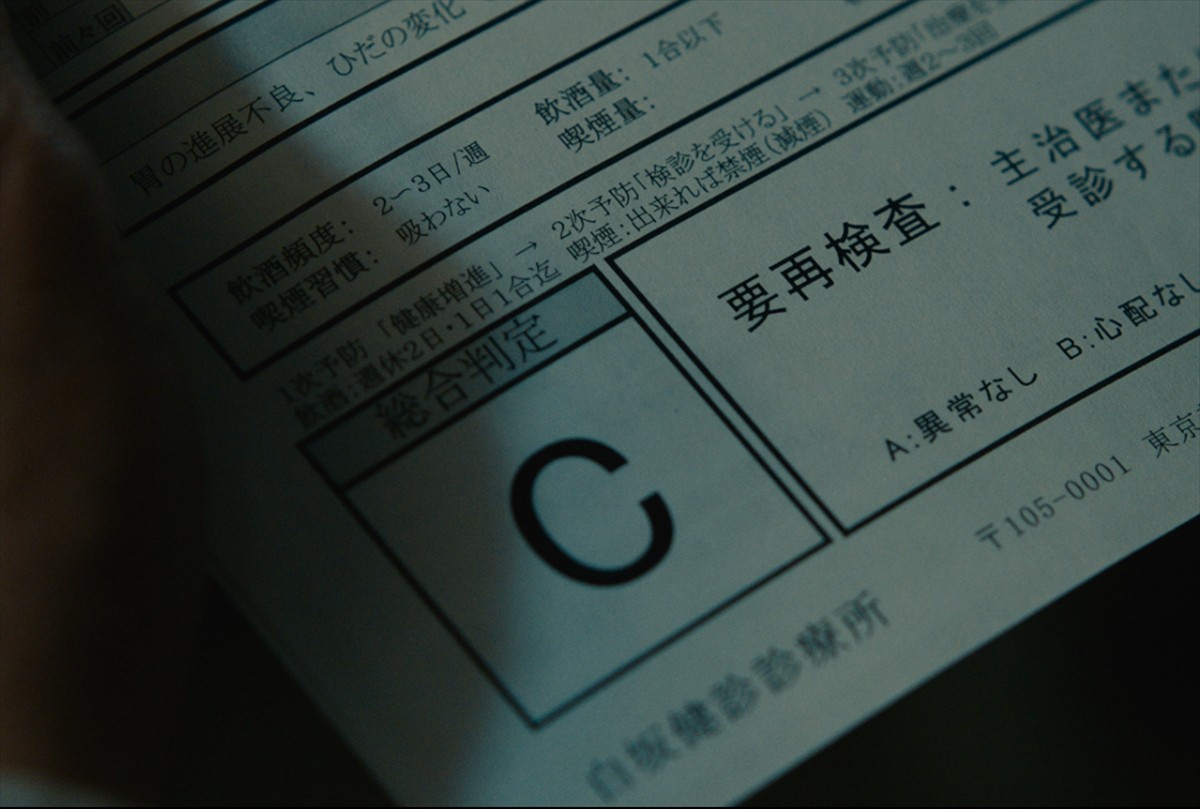 前々回
胃の進展不良、ひだの変化
飲酒頻度: 2〜3日/週 飲酒量: 1合以下
喫煙習慣: 吸わない 喫煙量:
1次予防 「健康増進」 → 2次予防「検診を受ける」 → 3次予防「治療を
飲酒:週休2日・1日1合迄 喫煙:出来れば禁煙(減煙) 運動:週2〜3回
総合判定
C
要再検査: 主治医また
受診する
A:異常なし B:心配なし
〒105-0001 東京
白坂健診診療所